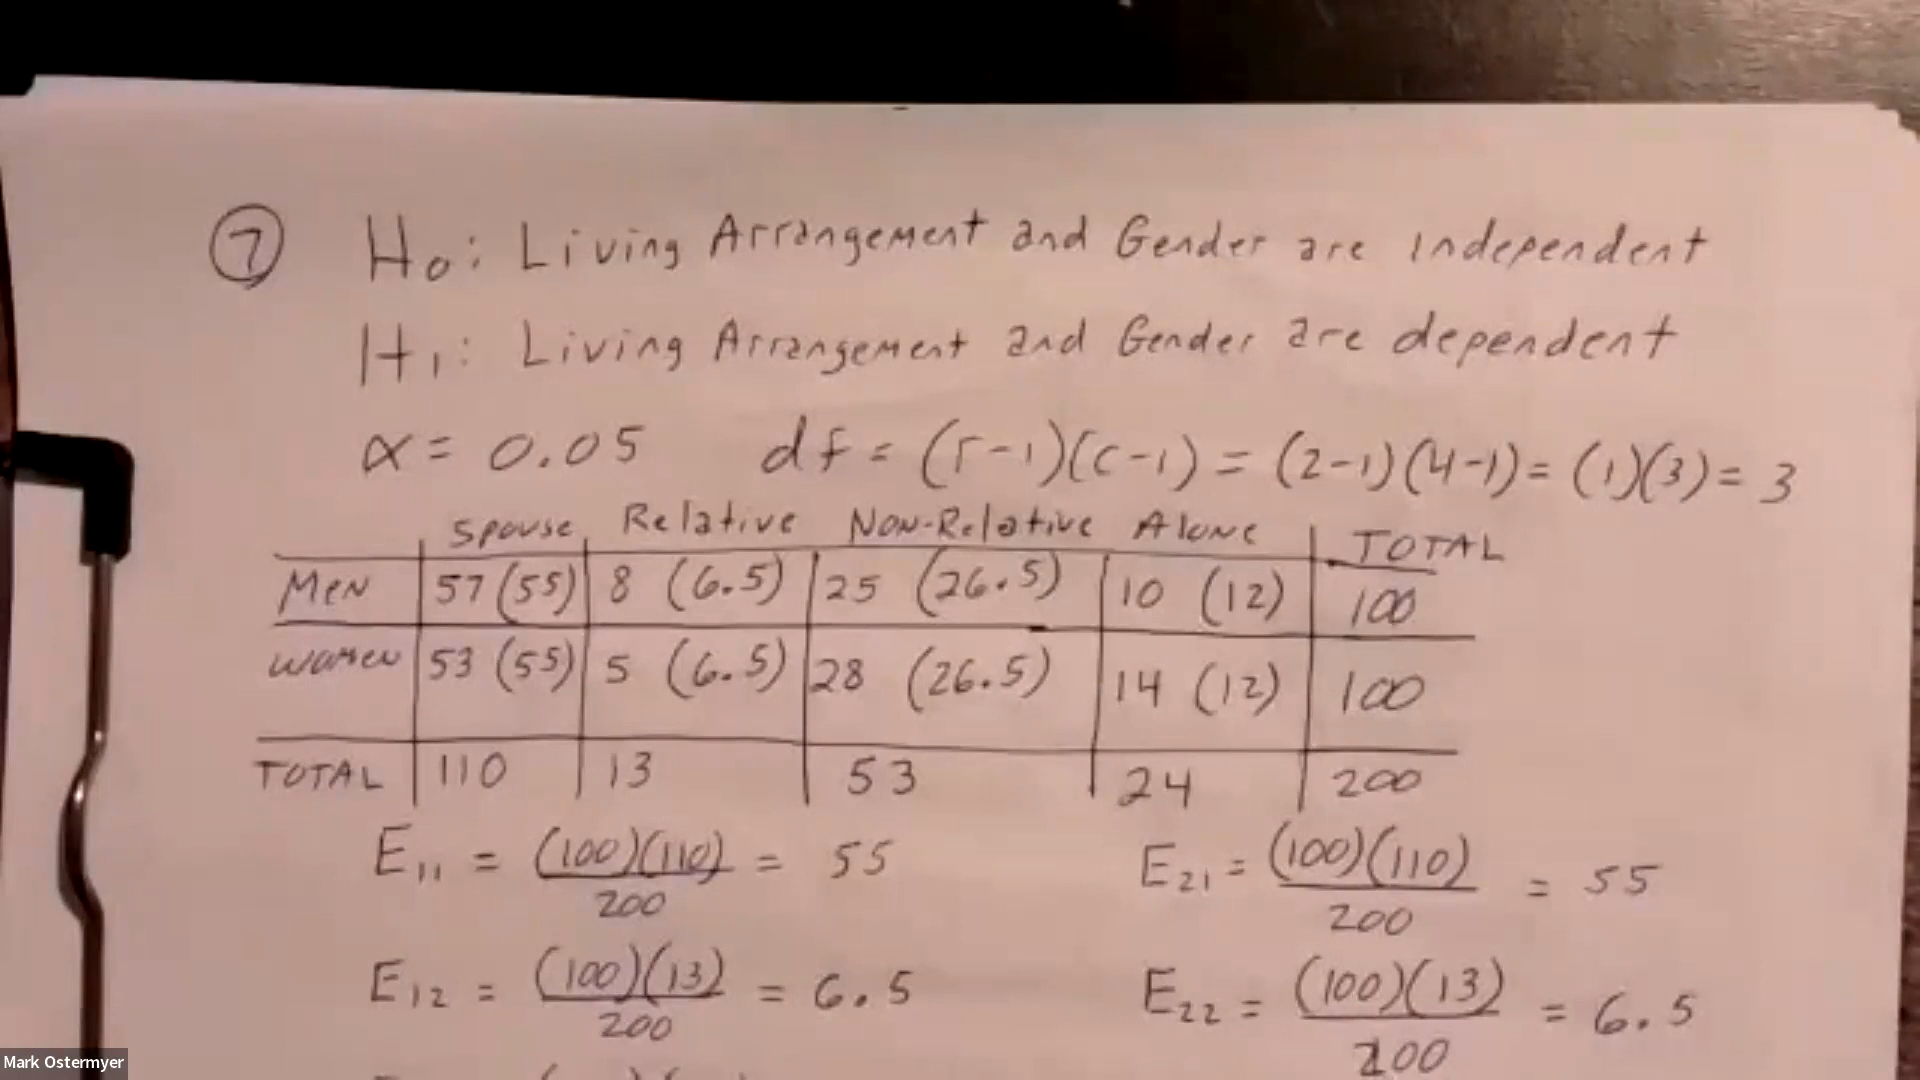 7 H₀: Living Arrangement and Gender are independent
H₁: Living Arrangement and Gender are dependent
α = 0.05 df = (r-1)(c-1) = (2-1)(4-1) = (1)(3) = 3
Spouse Relative Non-Relative Alone TOTAL
Men 57 (55) 8 (6.5) 25 (26.5) 10 (12) 100
Women 53 (55) 5 (6.5) 28 (26.5) 14 (12) 100
TOTAL 110 13 53 24 200
E₁₁ = (100)(110)/200 = 55 E₂₁ = (100)(110)/200 = 55
E₁₂ = (100)(13)/200 = 6.5 E₂₂ = (100)(13)/200 = 6.5
Mark Ostermyer